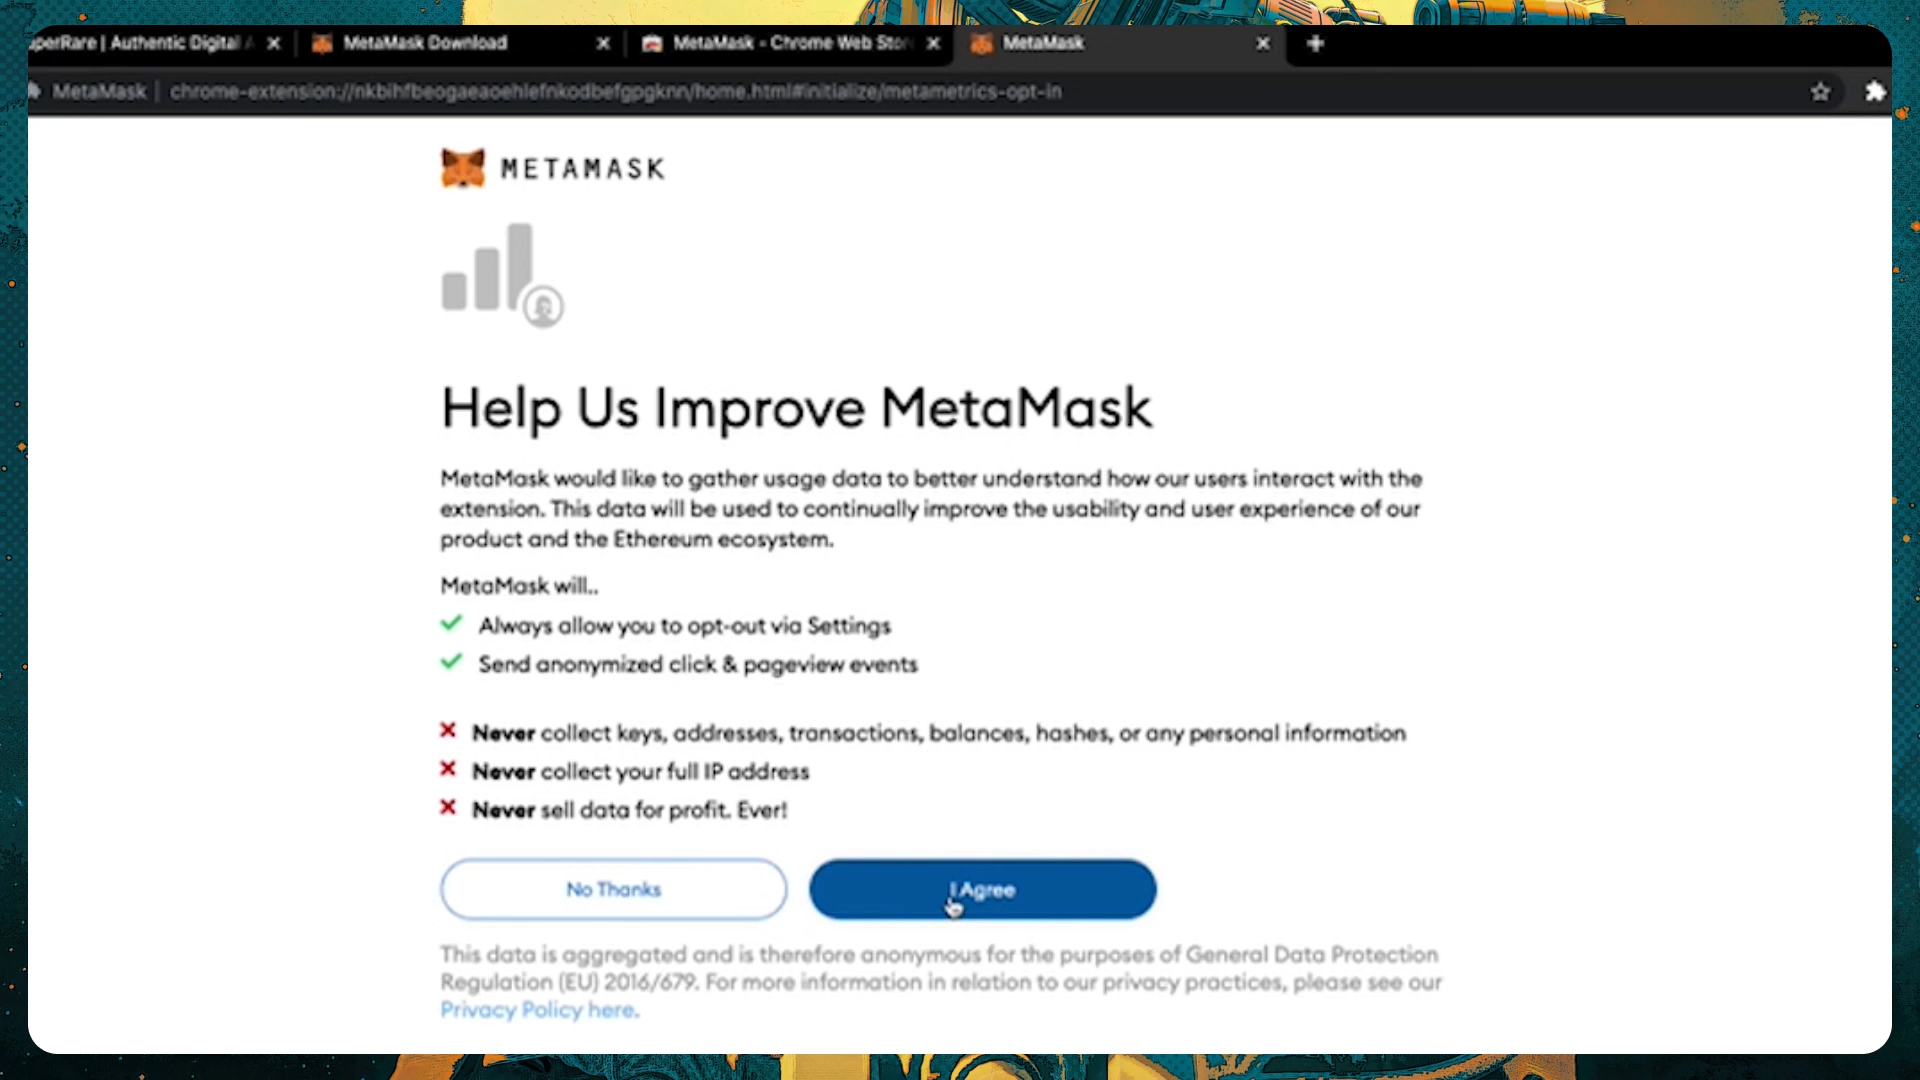 uperRare | Authentic Digital A
MetaMask Download
MetaMask - Chrome Web Stor
MetaMask
MetaMask | chrome-extension://nkbihfbeogaeaoehlefnkodbefgpgknn/home.html#initialize/metametrics-opt-in
METAMASK
Help Us Improve MetaMask
MetaMask would like to gather usage data to better understand how our users interact with the
extension. This data will be used to continually improve the usability and user experience of our
product and the Ethereum ecosystem.
MetaMask will..
Always allow you to opt-out via Settings
Send anonymized click & pageview events
Never collect keys, addresses, transactions, balances, hashes, or any personal information
Never collect your full IP address
Never sell data for profit. Ever!
No Thanks
I Agree
This data is aggregated and is therefore anonymous for the purposes of General Data Protection
Regulation (EU) 2016/679. For more information in relation to our privacy practices, please see our
Privacy Policy here.